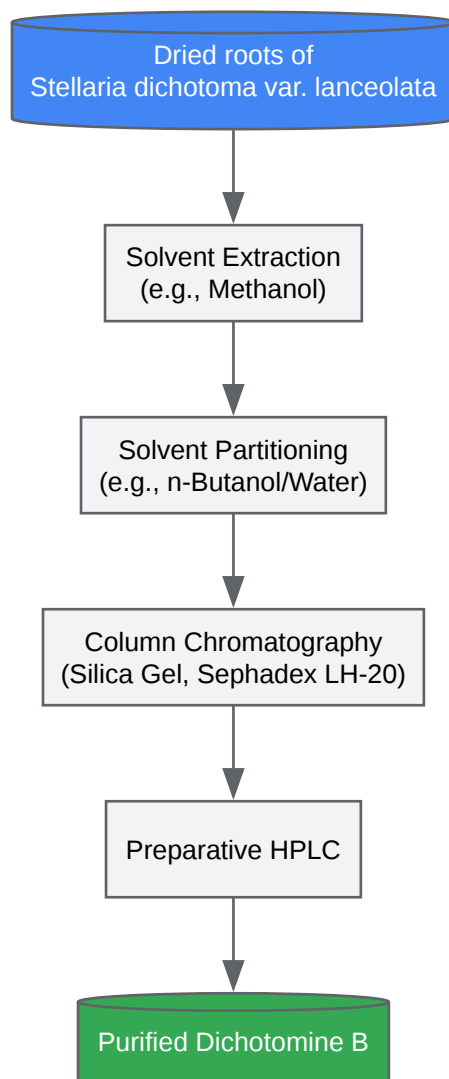 Dried roots of
Stellaria dichotoma var. lanceolata
Solvent Extraction
(e.g., Methanol)
Solvent Partitioning
(e.g., n-Butanol/Water)
Column Chromatography
(Silica Gel, Sephadex LH-20)
Preparative HPLC
Purified Dichotomine B